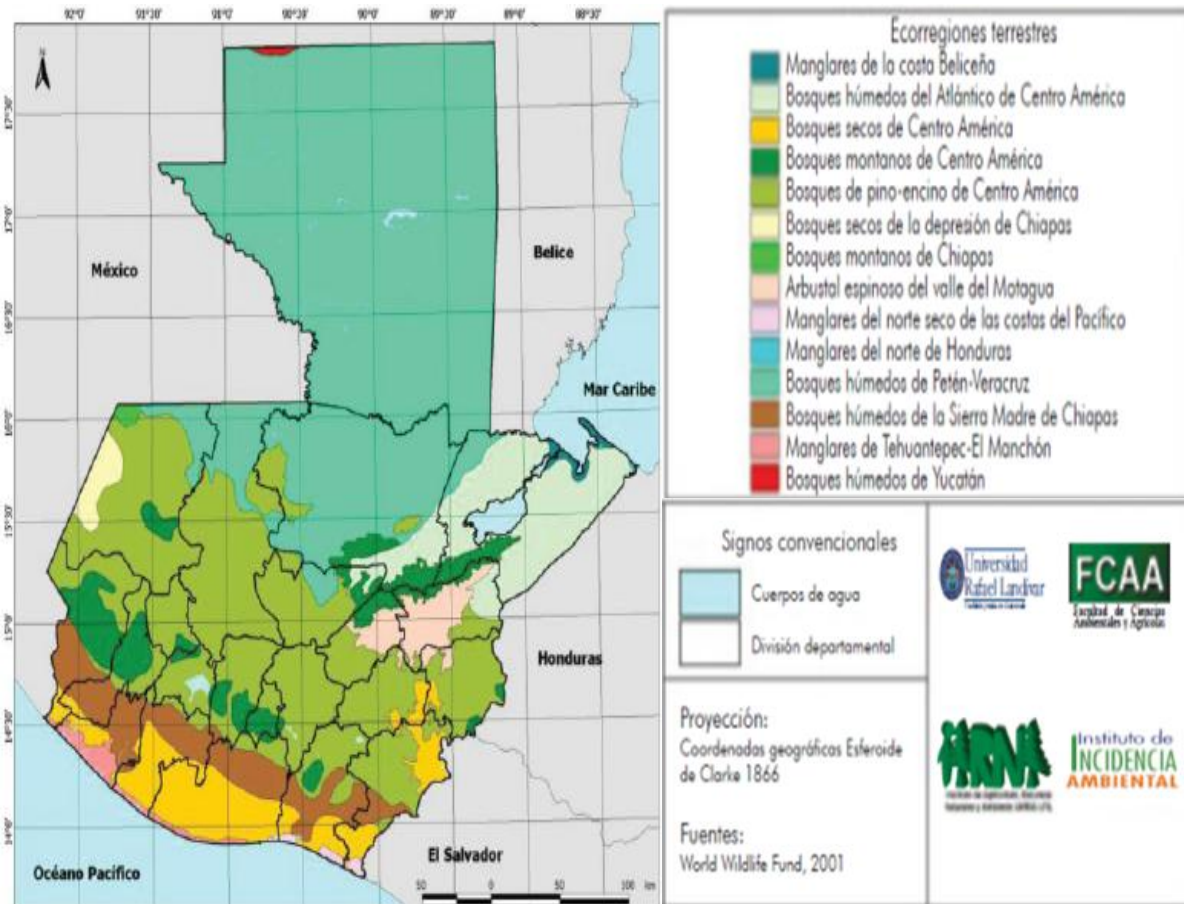 92°0' 91°30' 91°0' 90°30' 90°0' 89°30' 89°0' 88°30'
N
17°30'
17°0'
16°30'
16°0'
15°30'
15°0'
14°30'
14°0'
México
Belice
Mar Caribe
Honduras
El Salvador
Océano Pacífico
50 0 50 100 km
Ecorregiones terrestres
Manglares de la costa Beliceña
Bosques húmedos del Atlántico de Centro América
Bosques secos de Centro América
Bosques montanos de Centro América
Bosques de pino-encino de Centro América
Bosques secos de la depresión de Chiapas
Bosques montanos de Chiapas
Arbustal espinoso del valle del Motagua
Manglares del norte seco de las costas del Pacífico
Manglares del norte de Honduras
Bosques húmedos de Petén-Veracruz
Bosques húmedos de la Sierra Madre de Chiapas
Manglares de Tehuantepec-El Manchón
Bosques húmedos de Yucatán
Signos convencionales
Cuerpos de agua
División departamental
Proyección:
Coordenadas geográficas Esferoide
de Clarke 1866
Fuentes:
World Wildlife Fund, 2001
Universidad
Rafael Landívar
FCAA
Facultad de Ciencias
Ambientales y Agrícolas
IARNA
Instituto de
INCIDENCIA
AMBIENTAL